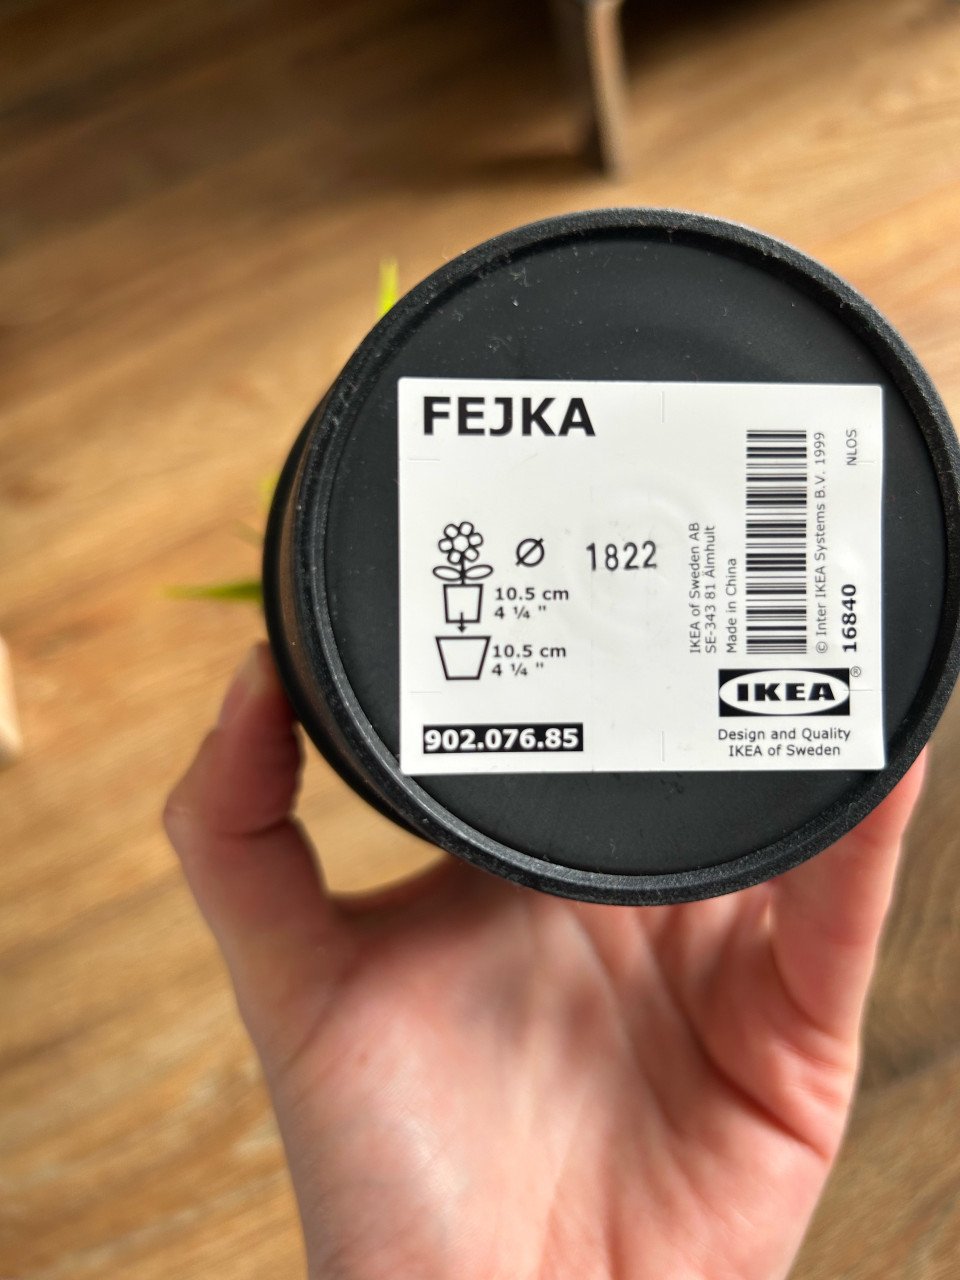 FEJKA
Ø
1822
10.5 cm
4 ¼ "
10.5 cm
4 ¼ "
902.076.85
IKEA of Sweden AB
SE-343 81 Älmhult
Made in China
© Inter IKEA Systems B.V. 1999
16840
NLOS
IKEA®
Design and Quality
IKEA of Sweden